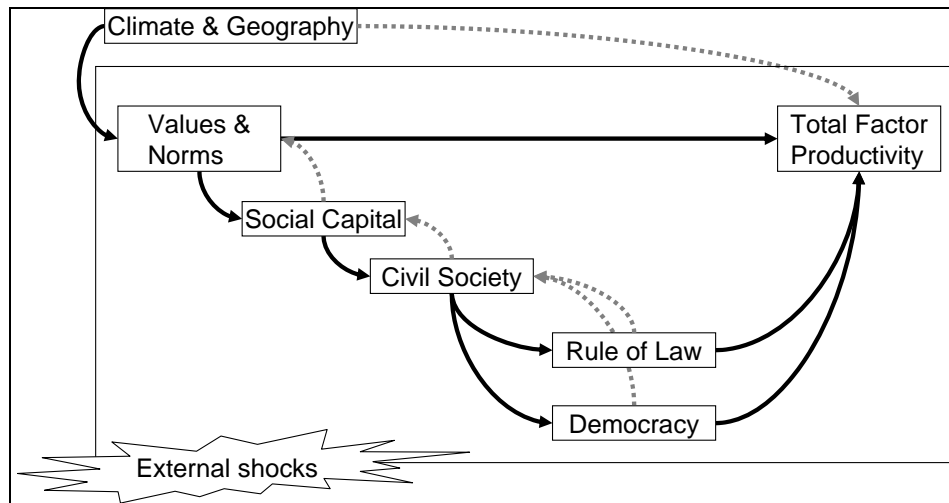 Climate & Geography
Values &
Norms
Total Factor
Productivity
Social Capital
Civil Society
Rule of Law
Democracy
External shocks